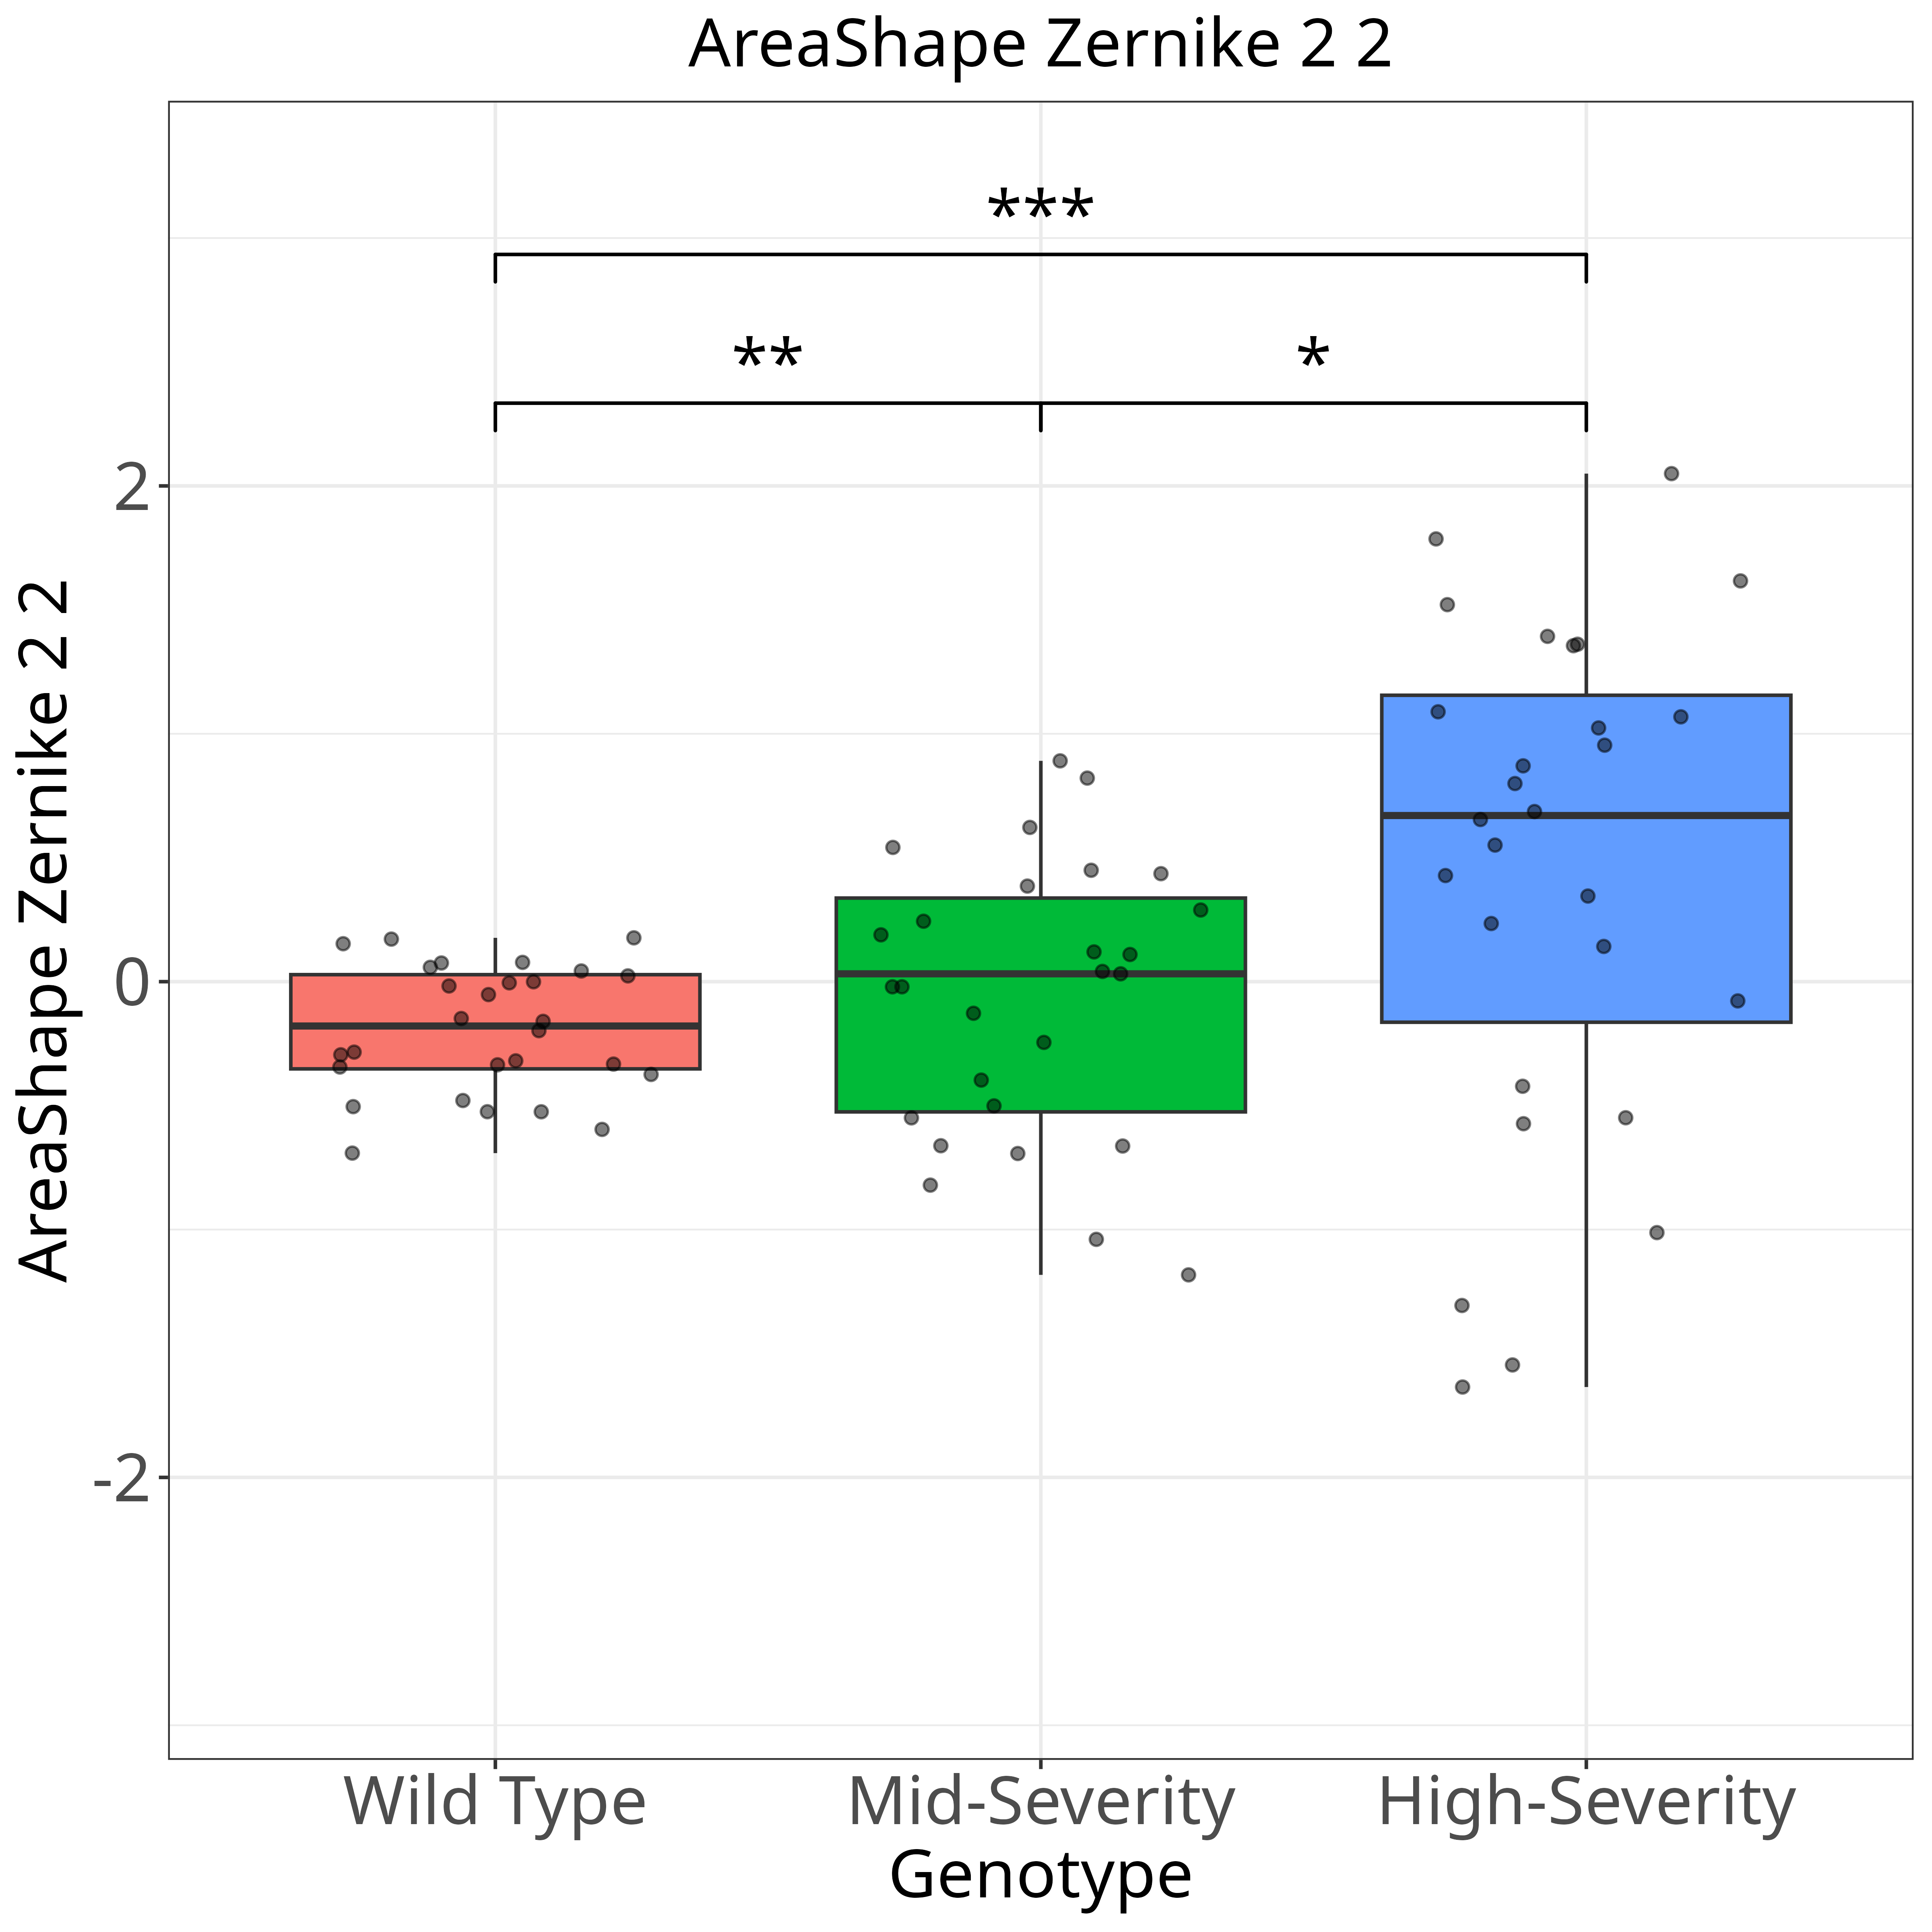 AreaShape Zernike 2 2
***
** *
2
0
-2
AreaShape Zernike 2 2
Wild Type Mid-Severity High-Severity
Genotype